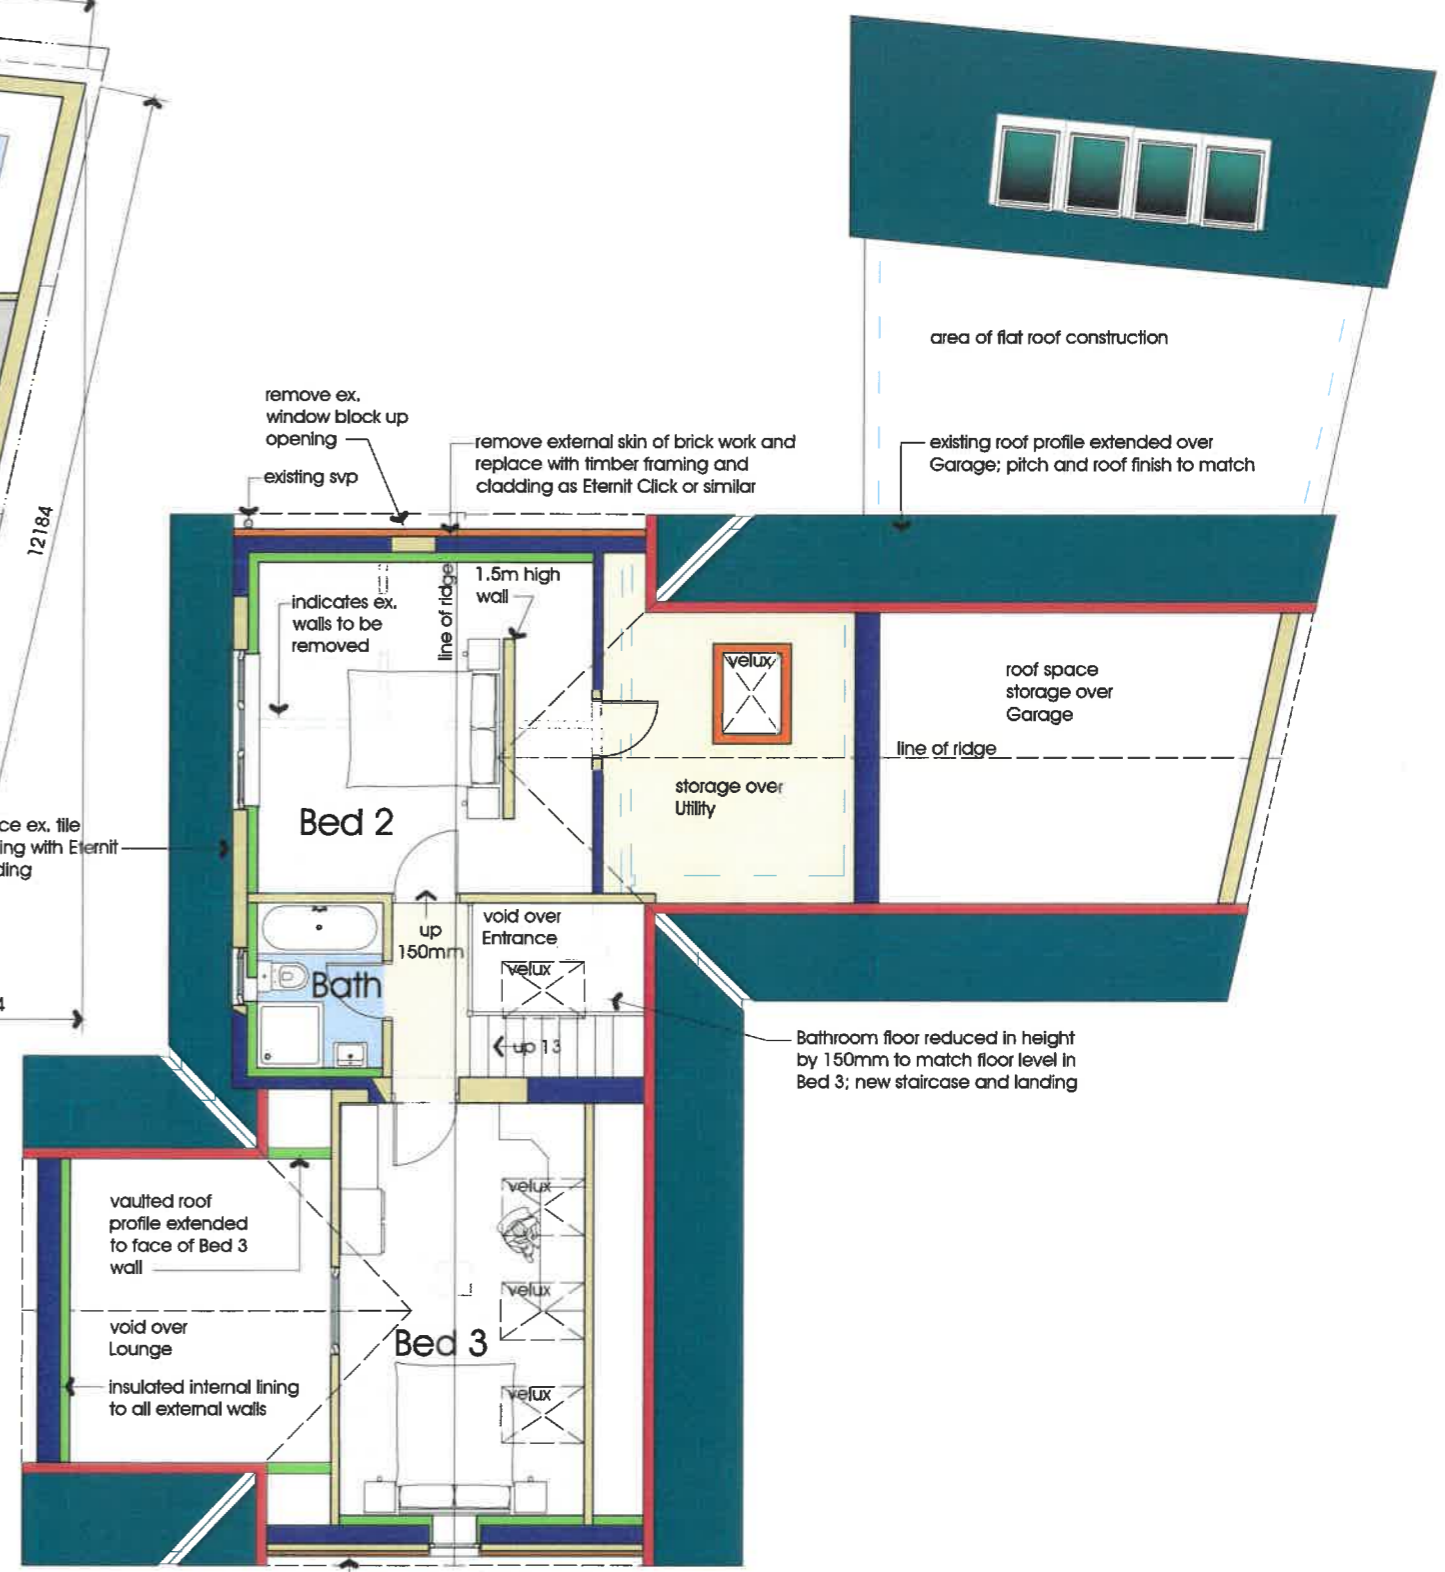 area of flat roof construction
remove ex.
window block up
opening
existing svp
remove external skin of brick work and
replace with timber framing and
cladding as Eternit Click or similar
existing roof profile extended over
Garage; pitch and roof finish to match
12184
indicates ex.
walls to be
removed
line of ridge
1.5m high
wall
velux
roof space
storage over
Garage
line of ridge
storage over
Utility
Bed 2
ce ex. tile
ing with Eternit
ding
up
150mm
void over
Entrance
velux
Bath
4
up 13
Bathroom floor reduced in height
by 150mm to match floor level in
Bed 3; new staircase and landing
vaulted roof
profile extended
to face of Bed 3
wall
velux
velux
void over
Lounge
Bed 3
insulated internal lining
to all external walls
velux